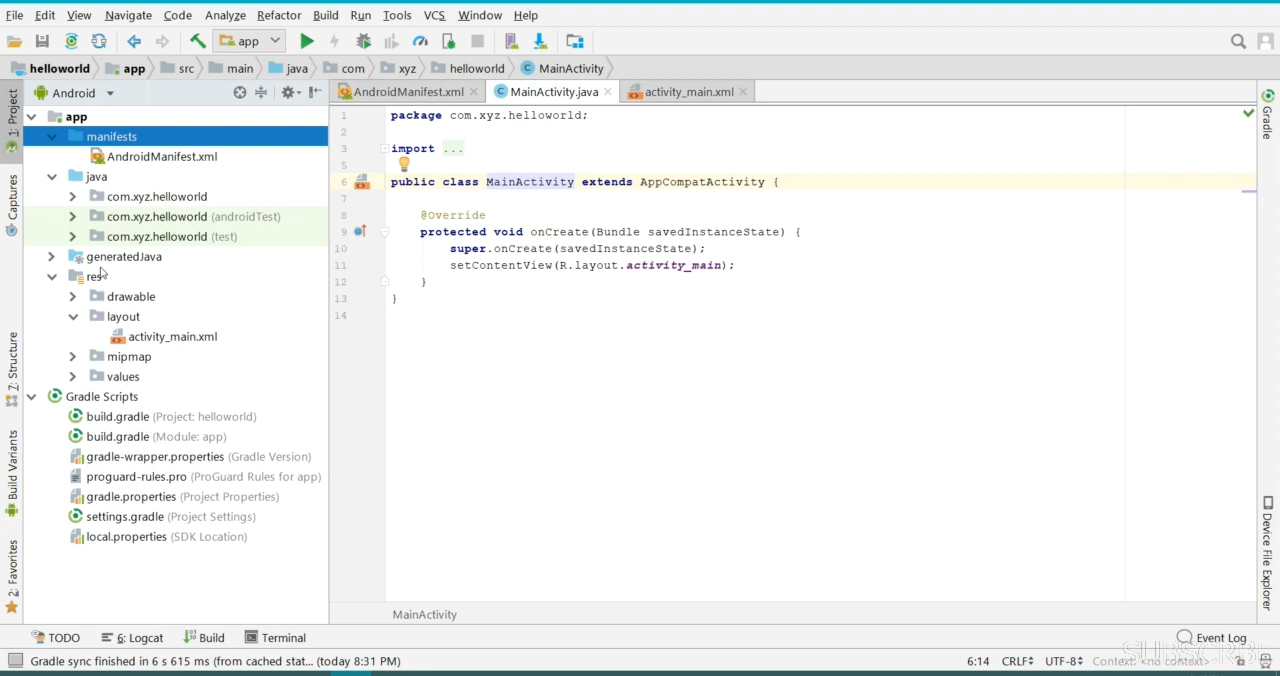 File Edit View Navigate Code Analyze Refactor Build Run Tools VCS Window Help
app
helloworld app src main java com xyz helloworld MainActivity
Android
AndroidManifest.xml MainActivity.java activity_main.xml
1: Project
Captures
7: Structure
Build Variants
2: Favorites
app
manifests
AndroidManifest.xml
java
com.xyz.helloworld
com.xyz.helloworld (androidTest)
com.xyz.helloworld (test)
generatedJava
res
drawable
layout
activity_main.xml
mipmap
values
Gradle Scripts
build.gradle (Project: helloworld)
build.gradle (Module: app)
gradle-wrapper.properties (Gradle Version)
proguard-rules.pro (ProGuard Rules for app)
gradle.properties (Project Properties)
settings.gradle (Project Settings)
local.properties (SDK Location)
1 package com.xyz.helloworld;
2
3 import ...
5
6 public class MainActivity extends AppCompatActivity {
7
8 @Override
9 protected void onCreate(Bundle savedInstanceState) {
10 super.onCreate(savedInstanceState);
11 setContentView(R.layout.activity_main);
12 }
13 }
14
MainActivity
Gradle
Device File Explorer
TODO 6: Logcat Build Terminal Event Log
Gradle sync finished in 6 s 615 ms (from cached stat... (today 8:31 PM) 6:14 CRLF UTF-8 Context: <no context>